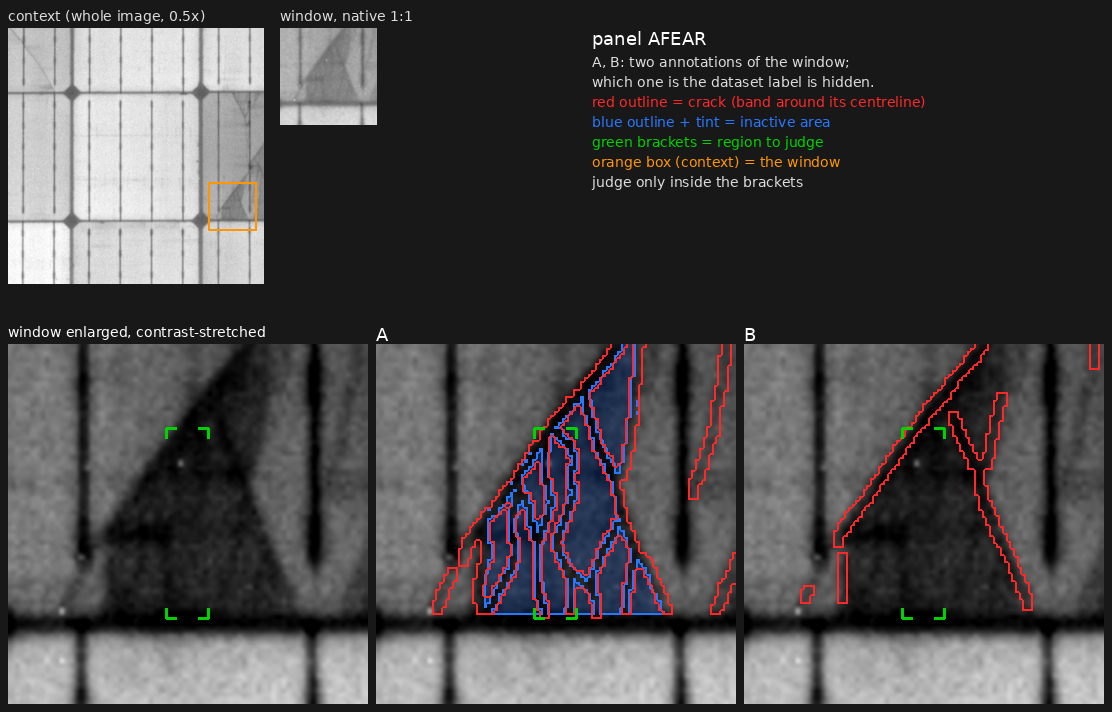 context (whole image, 0.5x)
window, native 1:1
panel AFEAR
A, B: two annotations of the window;
which one is the dataset label is hidden.
red outline = crack (band around its centreline)
blue outline + tint = inactive area
green brackets = region to judge
orange box (context) = the window
judge only inside the brackets
window enlarged, contrast-stretched
A
B